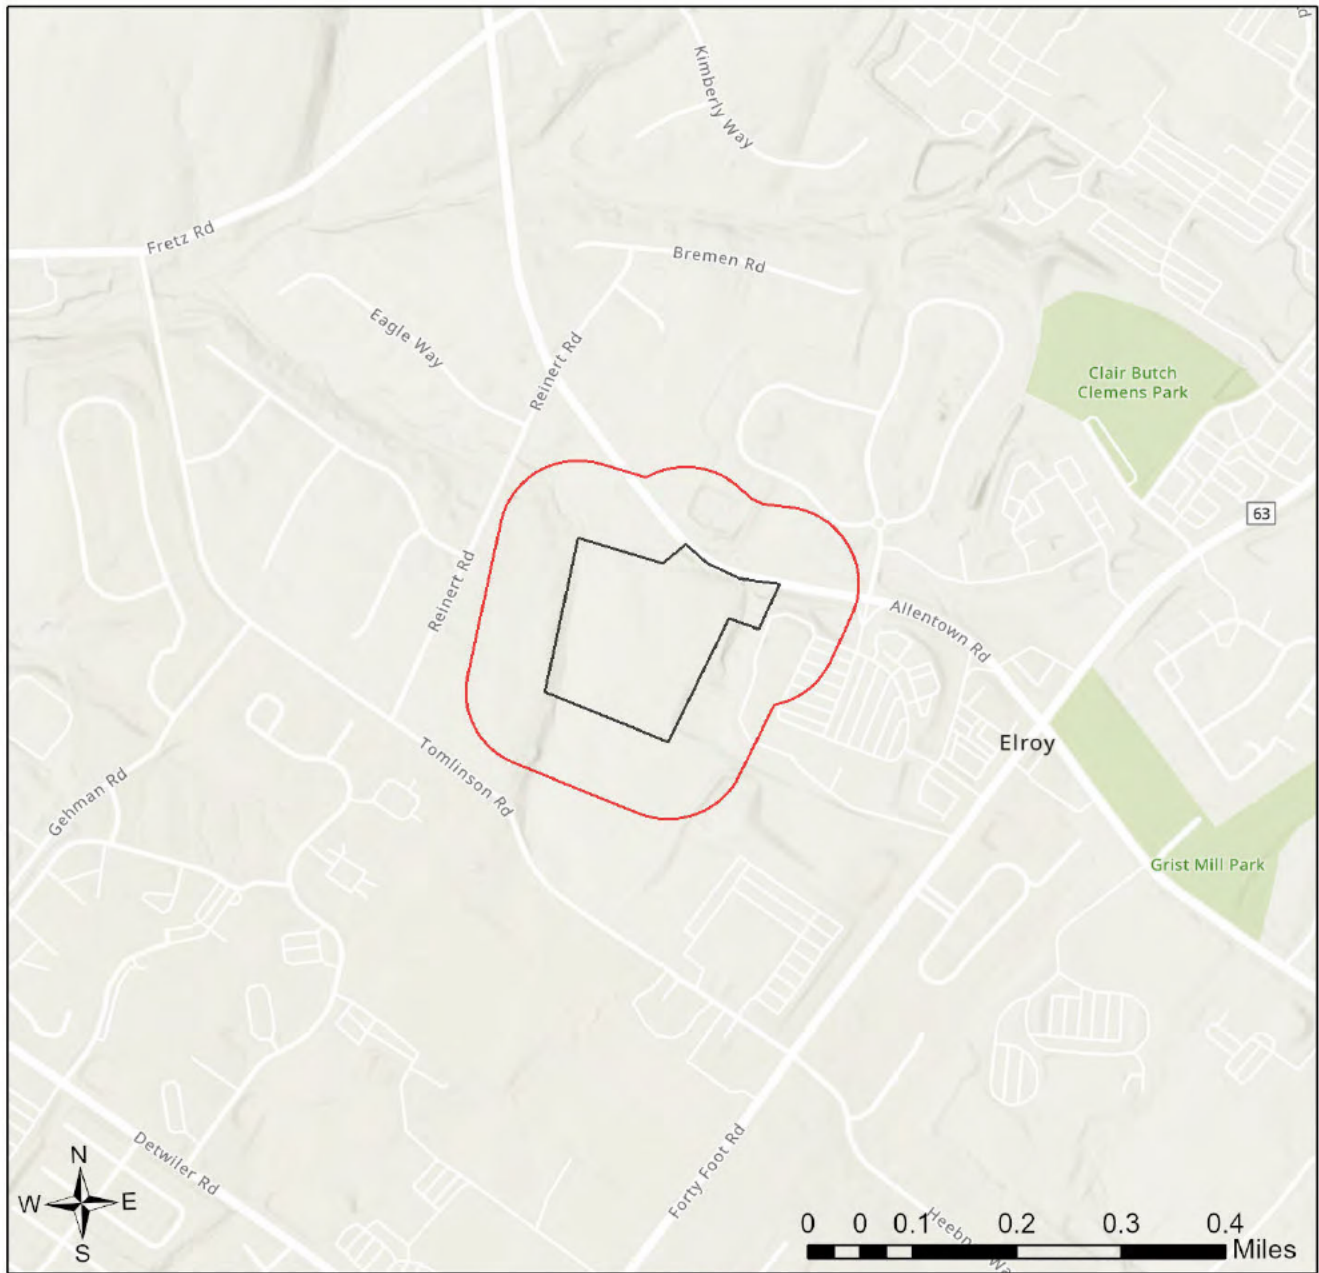 Kimberly Way
Fretz Rd
Bremen Rd
Eagle Way
Reinert Rd
Clair Butch
Clemens Park
63
Reinert Rd
Allentown Rd
Elroy
Tomlinson Rd
Gehman Rd
Grist Mill Park
Detwiler Rd
Forty Foot Rd
N
W
E
S
0 0 0.1 0.2 0.3 0.4
Miles